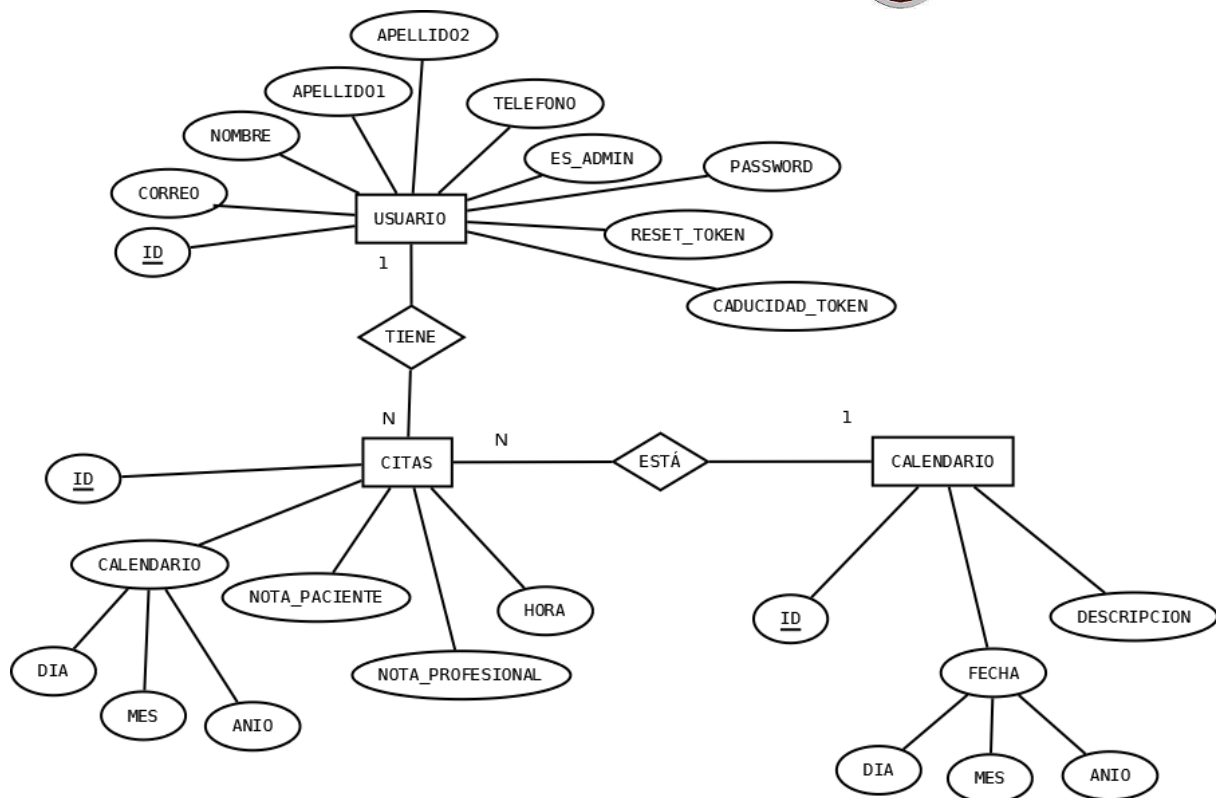 APELLIDO2
APELLIDO1
TELEFONO
NOMBRE
ES_ADMIN
PASSWORD
CORREO
USUARIO
RESET_TOKEN
ID
1
CADUCIDAD_TOKEN
TIENE
N
N
1
CITAS
ESTÁ
CALENDARIO
ID
CALENDARIO
NOTA_PACIENTE
HORA
ID
DESCRIPCION
DIA
NOTA_PROFESIONAL
FECHA
MES
ANIO
DIA
MES
ANIO